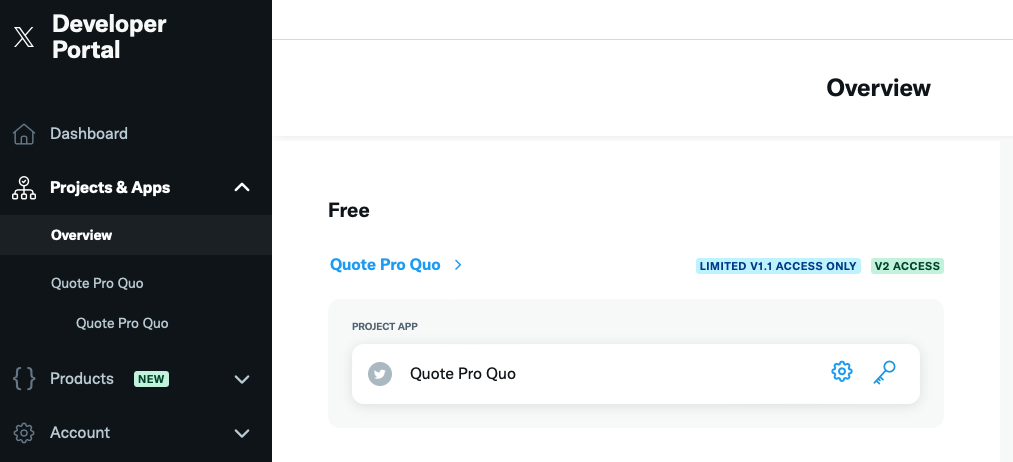 Developer
Portal
Dashboard
Projects & Apps
Overview
Quote Pro Quo
Quote Pro Quo
Products NEW
Account
Overview
Free
Quote Pro Quo LIMITED V1.1 ACCESS ONLY V2 ACCESS
PROJECT APP
Quote Pro Quo